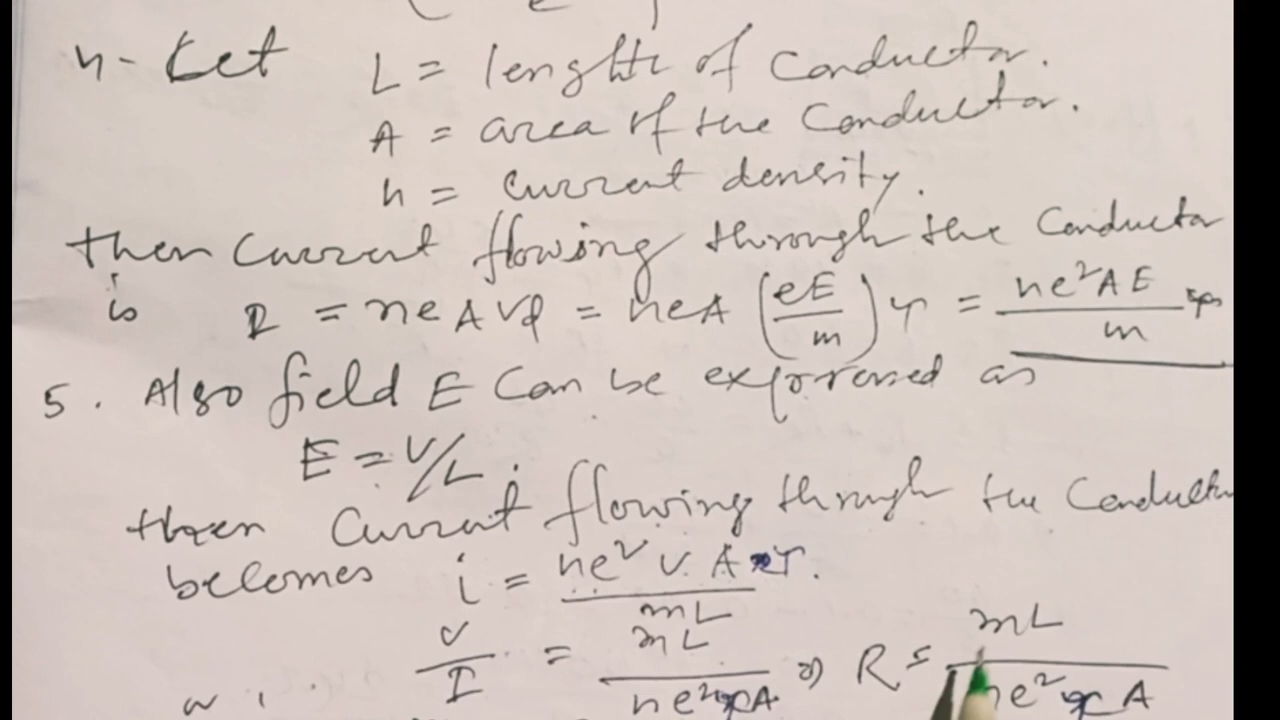 4- Let L = length of Conductor.
A = area of the Conductor.
n = Current density.
then Current flowing through the Conductor
is I = neAVd = neA (eE/m) τ = ne²AE/m τ
5. Also field E Can be expressed as
E = V/L ;
then Current flowing through the Conductor
becomes i = ne² V. A τ. / mL
V/I = mL / ne²τA ⇒ R = mL / ne²τA